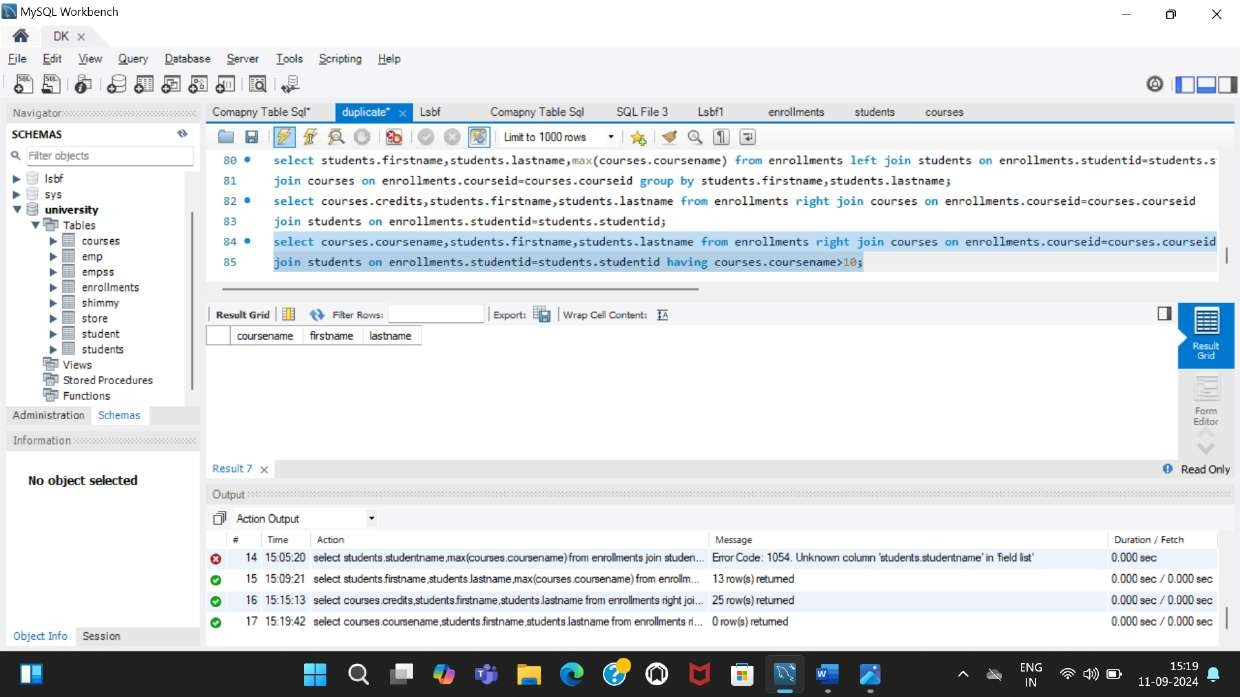 MySQL Workbench
DK
File Edit View Query Database Server Tools Scripting Help
Navigator
SCHEMAS
Filter objects
lsbf
sys
university
Tables
courses
emp
empss
enrollments
shimmy
store
student
students
Views
Stored Procedures
Functions
Administration Schemas
Information
No object selected
Object Info Session
Comapny Table Sql* duplicate* Lsbf Comapny Table Sql SQL File 3 Lsbf1 enrollments students courses
Limit to 1000 rows
80 select students.firstname,students.lastname,max(courses.coursename) from enrollments left join students on enrollments.studentid=students.s
81 join courses on enrollments.courseid=courses.courseid group by students.firstname,students.lastname;
82 select courses.credits,students.firstname,students.lastname from enrollments right join courses on enrollments.courseid=courses.courseid
83 join students on enrollments.studentid=students.studentid;
84 select courses.coursename,students.firstname,students.lastname from enrollments right join courses on enrollments.courseid=courses.courseid
85 join students on enrollments.studentid=students.studentid having courses.coursename>10;
Result Grid Filter Rows: Export: Wrap Cell Content:
coursename firstname lastname
Result Grid
Form Editor
Result 7
Read Only
Output
Action Output
# Time Action Message Duration / Fetch
14 15:05:20 select students.studentname,max(courses.coursename) from enrollments join studen... Error Code: 1054. Unknown column 'students.studentname' in 'field list' 0.000 sec
15 15:09:21 select students.firstname,students.lastname,max(courses.coursename) from enrollm... 13 row(s) returned 0.000 sec / 0.000 sec
16 15:15:13 select courses.credits,students.firstname,students.lastname from enrollments right joi... 25 row(s) returned 0.000 sec / 0.000 sec
17 15:19:42 select courses.coursename,students.firstname,students.lastname from enrollments ri... 0 row(s) returned 0.000 sec / 0.000 sec
ENG
IN
15:19
11-09-2024